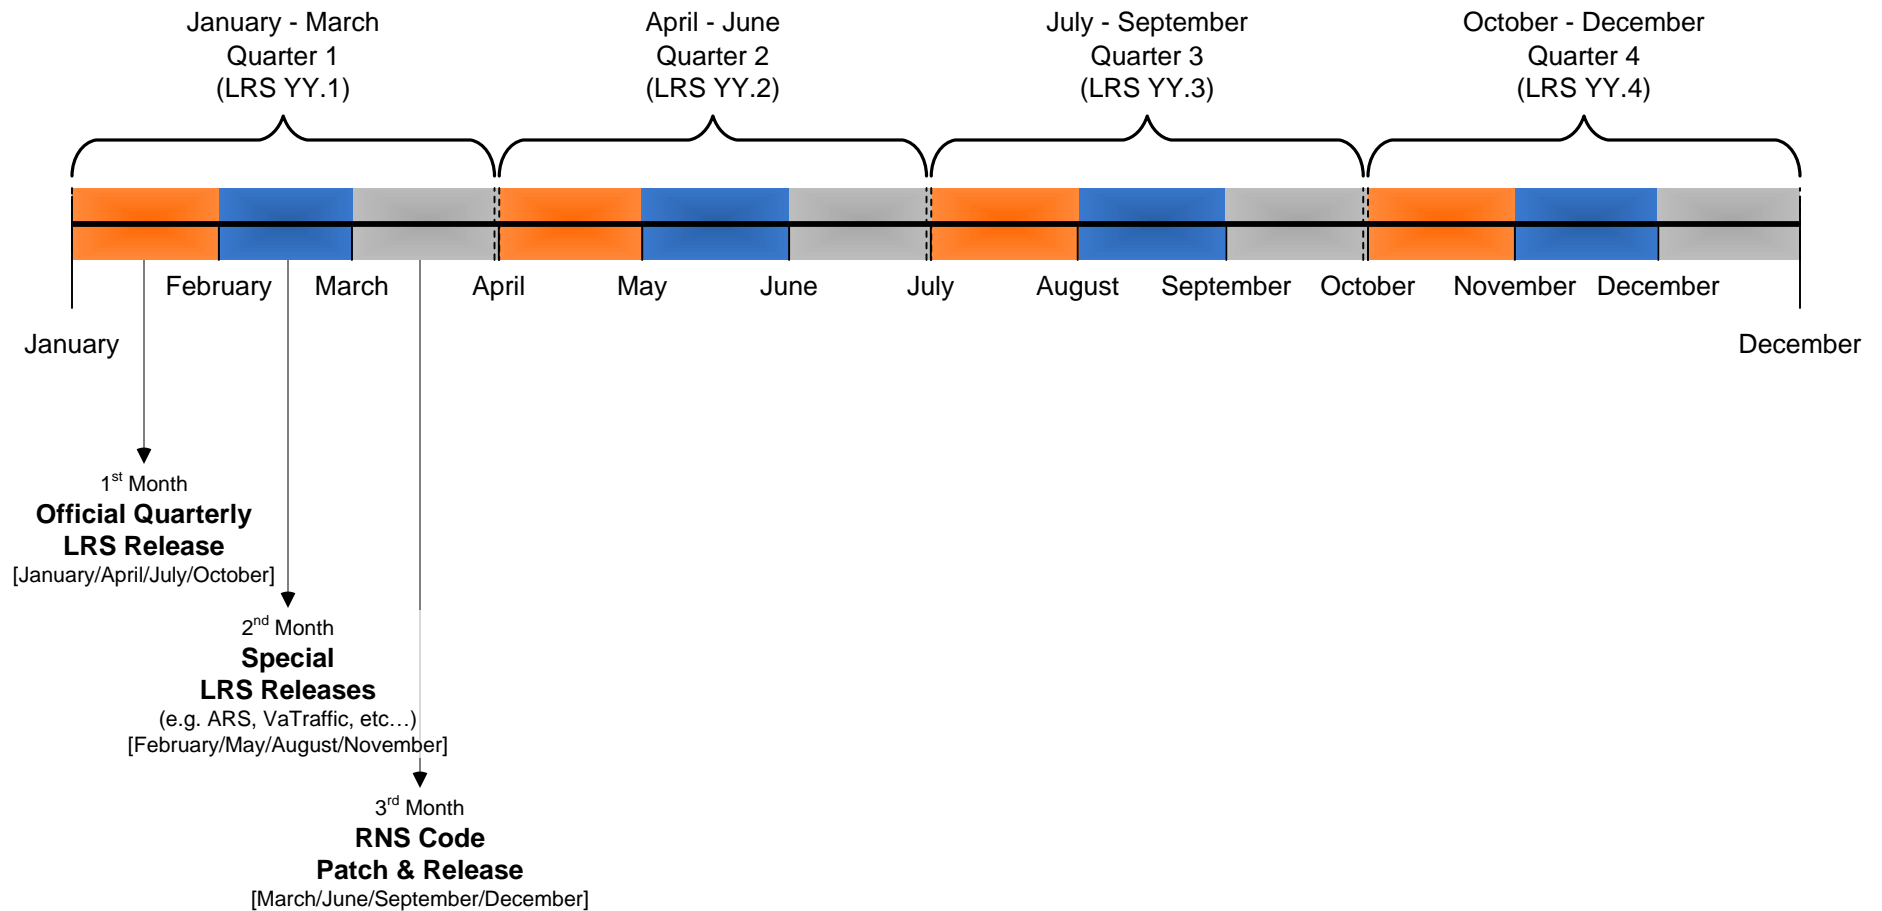 January - March
Quarter 1
(LRS YY.1)
April - June
Quarter 2
(LRS YY.2)
July - September
Quarter 3
(LRS YY.3)
October - December
Quarter 4
(LRS YY.4)
February
March
April
May
June
July
August
September
October
November
December
January
December
1st Month
Official Quarterly
LRS Release
[January/April/July/October]
2nd Month
Special
LRS Releases
(e.g. ARS, VaTraffic, etc…)
[February/May/August/November]
3rd Month
RNS Code
Patch & Release
[March/June/September/December]